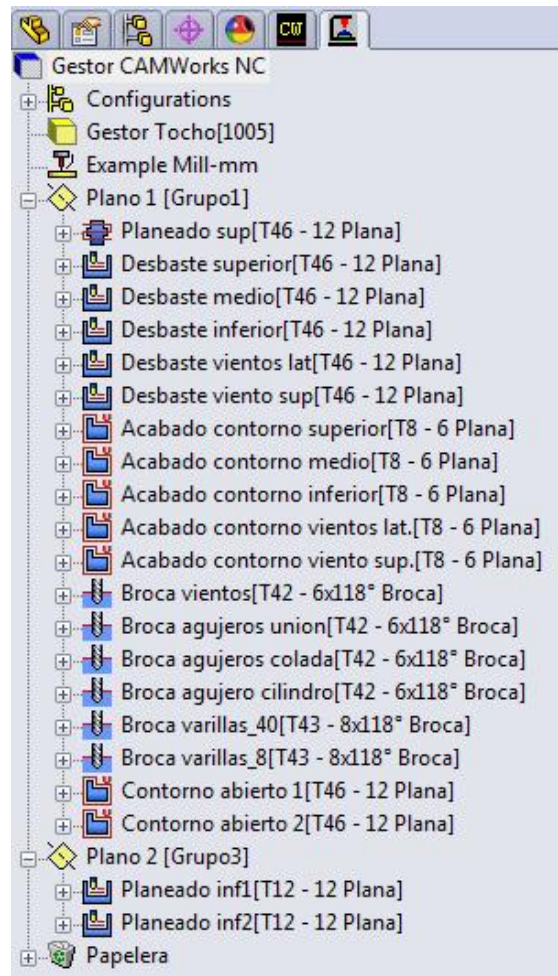 CW
Gestor CAMWorks NC
Configurations
Gestor Tocho[1005]
Example Mill-mm
Plano 1 [Grupo1]
Planeado sup[T46 - 12 Plana]
Desbaste superior[T46 - 12 Plana]
Desbaste medio[T46 - 12 Plana]
Desbaste inferior[T46 - 12 Plana]
Desbaste vientos lat[T46 - 12 Plana]
Desbaste viento sup[T46 - 12 Plana]
Acabado contorno superior[T8 - 6 Plana]
Acabado contorno medio[T8 - 6 Plana]
Acabado contorno inferior[T8 - 6 Plana]
Acabado contorno vientos lat.[T8 - 6 Plana]
Acabado contorno viento sup.[T8 - 6 Plana]
Broca vientos[T42 - 6x118° Broca]
Broca agujeros union[T42 - 6x118° Broca]
Broca agujeros colada[T42 - 6x118° Broca]
Broca agujero cilindro[T42 - 6x118° Broca]
Broca varillas_40[T43 - 8x118° Broca]
Broca varillas_8[T43 - 8x118° Broca]
Contorno abierto 1[T46 - 12 Plana]
Contorno abierto 2[T46 - 12 Plana]
Plano 2 [Grupo3]
Planeado inf1[T12 - 12 Plana]
Planeado inf2[T12 - 12 Plana]
Papelera